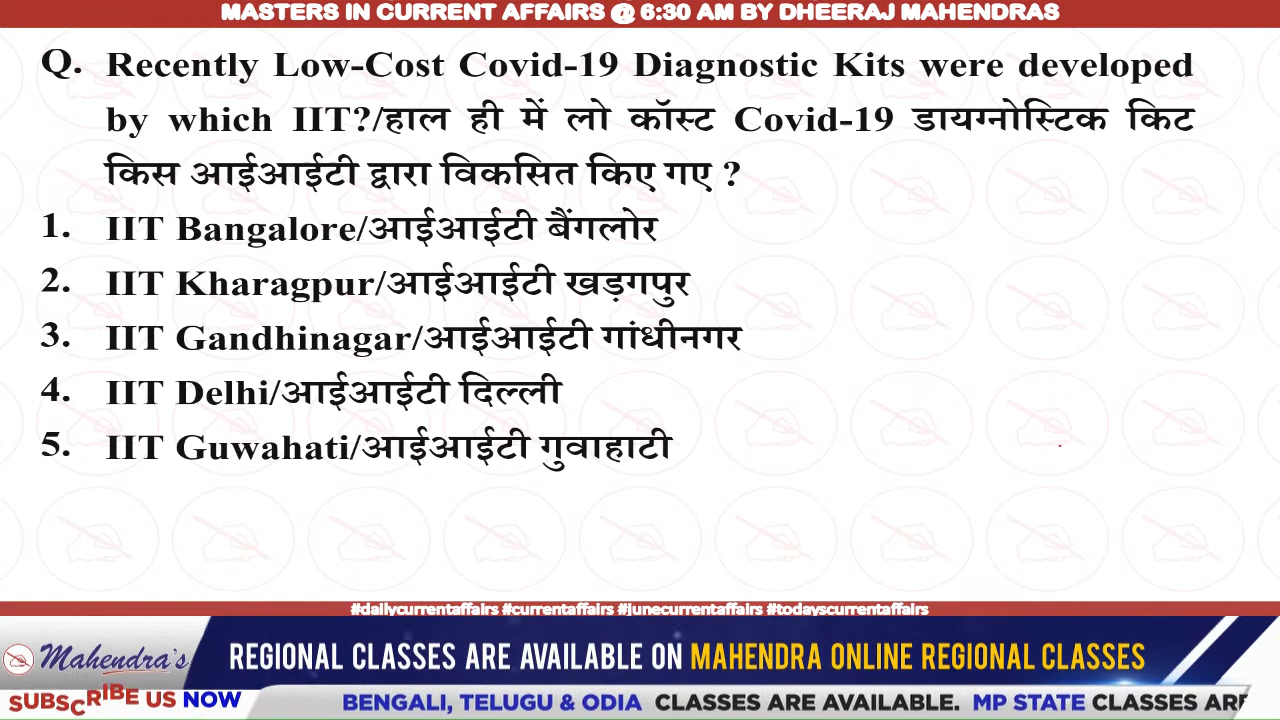 MASTERS IN CURRENT AFFAIRS @ 6:30 AM BY DHEERAJ MAHENDRAS
Q. Recently Low-Cost Covid-19 Diagnostic Kits were developed
by which IIT?/हाल ही में लो कॉस्ट Covid-19 डायग्नोस्टिक किट
किस आईआईटी द्वारा विकसित किए गए ?
1. IIT Bangalore/आईआईटी बैंगलोर
2. IIT Kharagpur/आईआईटी खड़गपुर
3. IIT Gandhinagar/आईआईटी गांधीनगर
4. IIT Delhi/आईआईटी दिल्ली
5. IIT Guwahati/आईआईटी गुवाहाटी
#dailycurrentaffairs #currentaffairs #junecurrentaffairs #todayscurrentaffairs
Mahendra's
REGIONAL CLASSES ARE AVAILABLE ON MAHENDRA ONLINE REGIONAL CLASSES
SUBSCRIBE US NOW
BENGALI, TELUGU & ODIA CLASSES ARE AVAILABLE. MP STATE CLASSES ARE